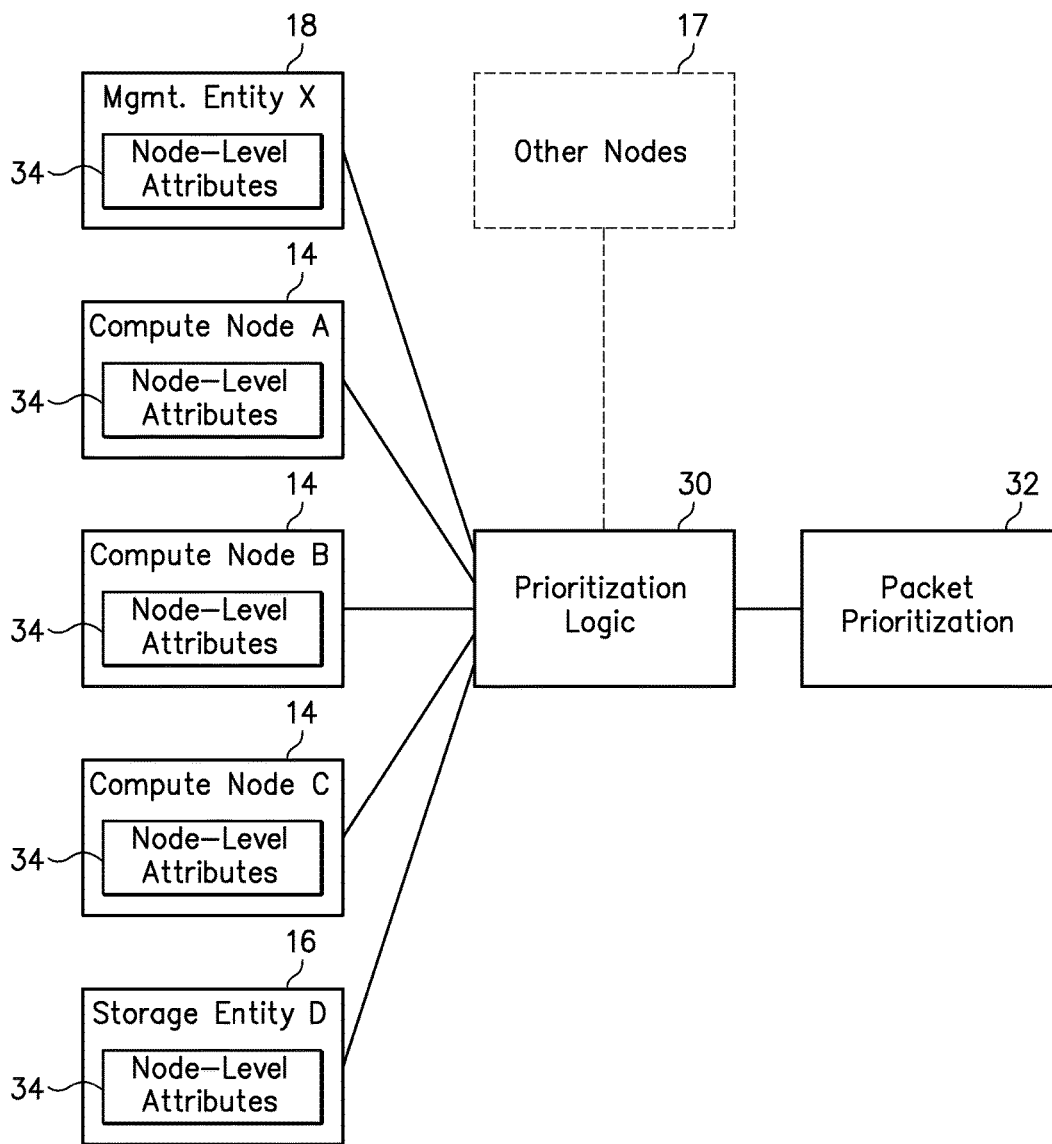 18
17
Mgmt. Entity X
34
Node-Level
Attributes
Other Nodes
14
Compute Node A
34
Node-Level
Attributes
14
30
32
Compute Node B
34
Node-Level
Attributes
Prioritization
Logic
Packet
Prioritization
14
Compute Node C
34
Node-Level
Attributes
16
Storage Entity D
34
Node-Level
Attributes